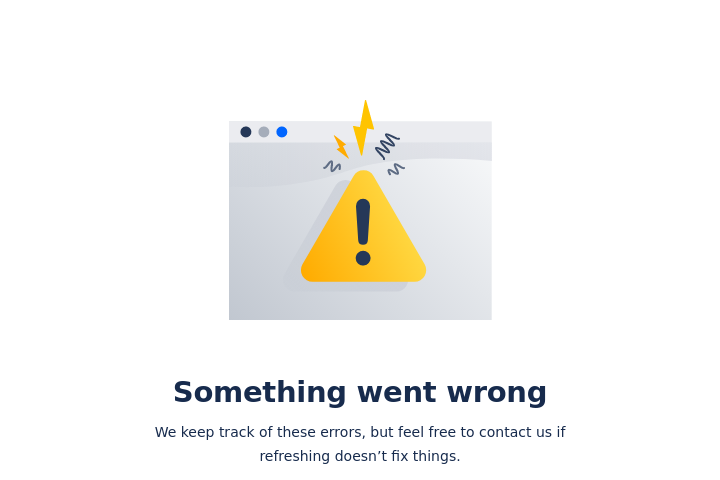 Something went wrong
We keep track of these errors, but feel free to contact us if
refreshing doesn’t fix things.